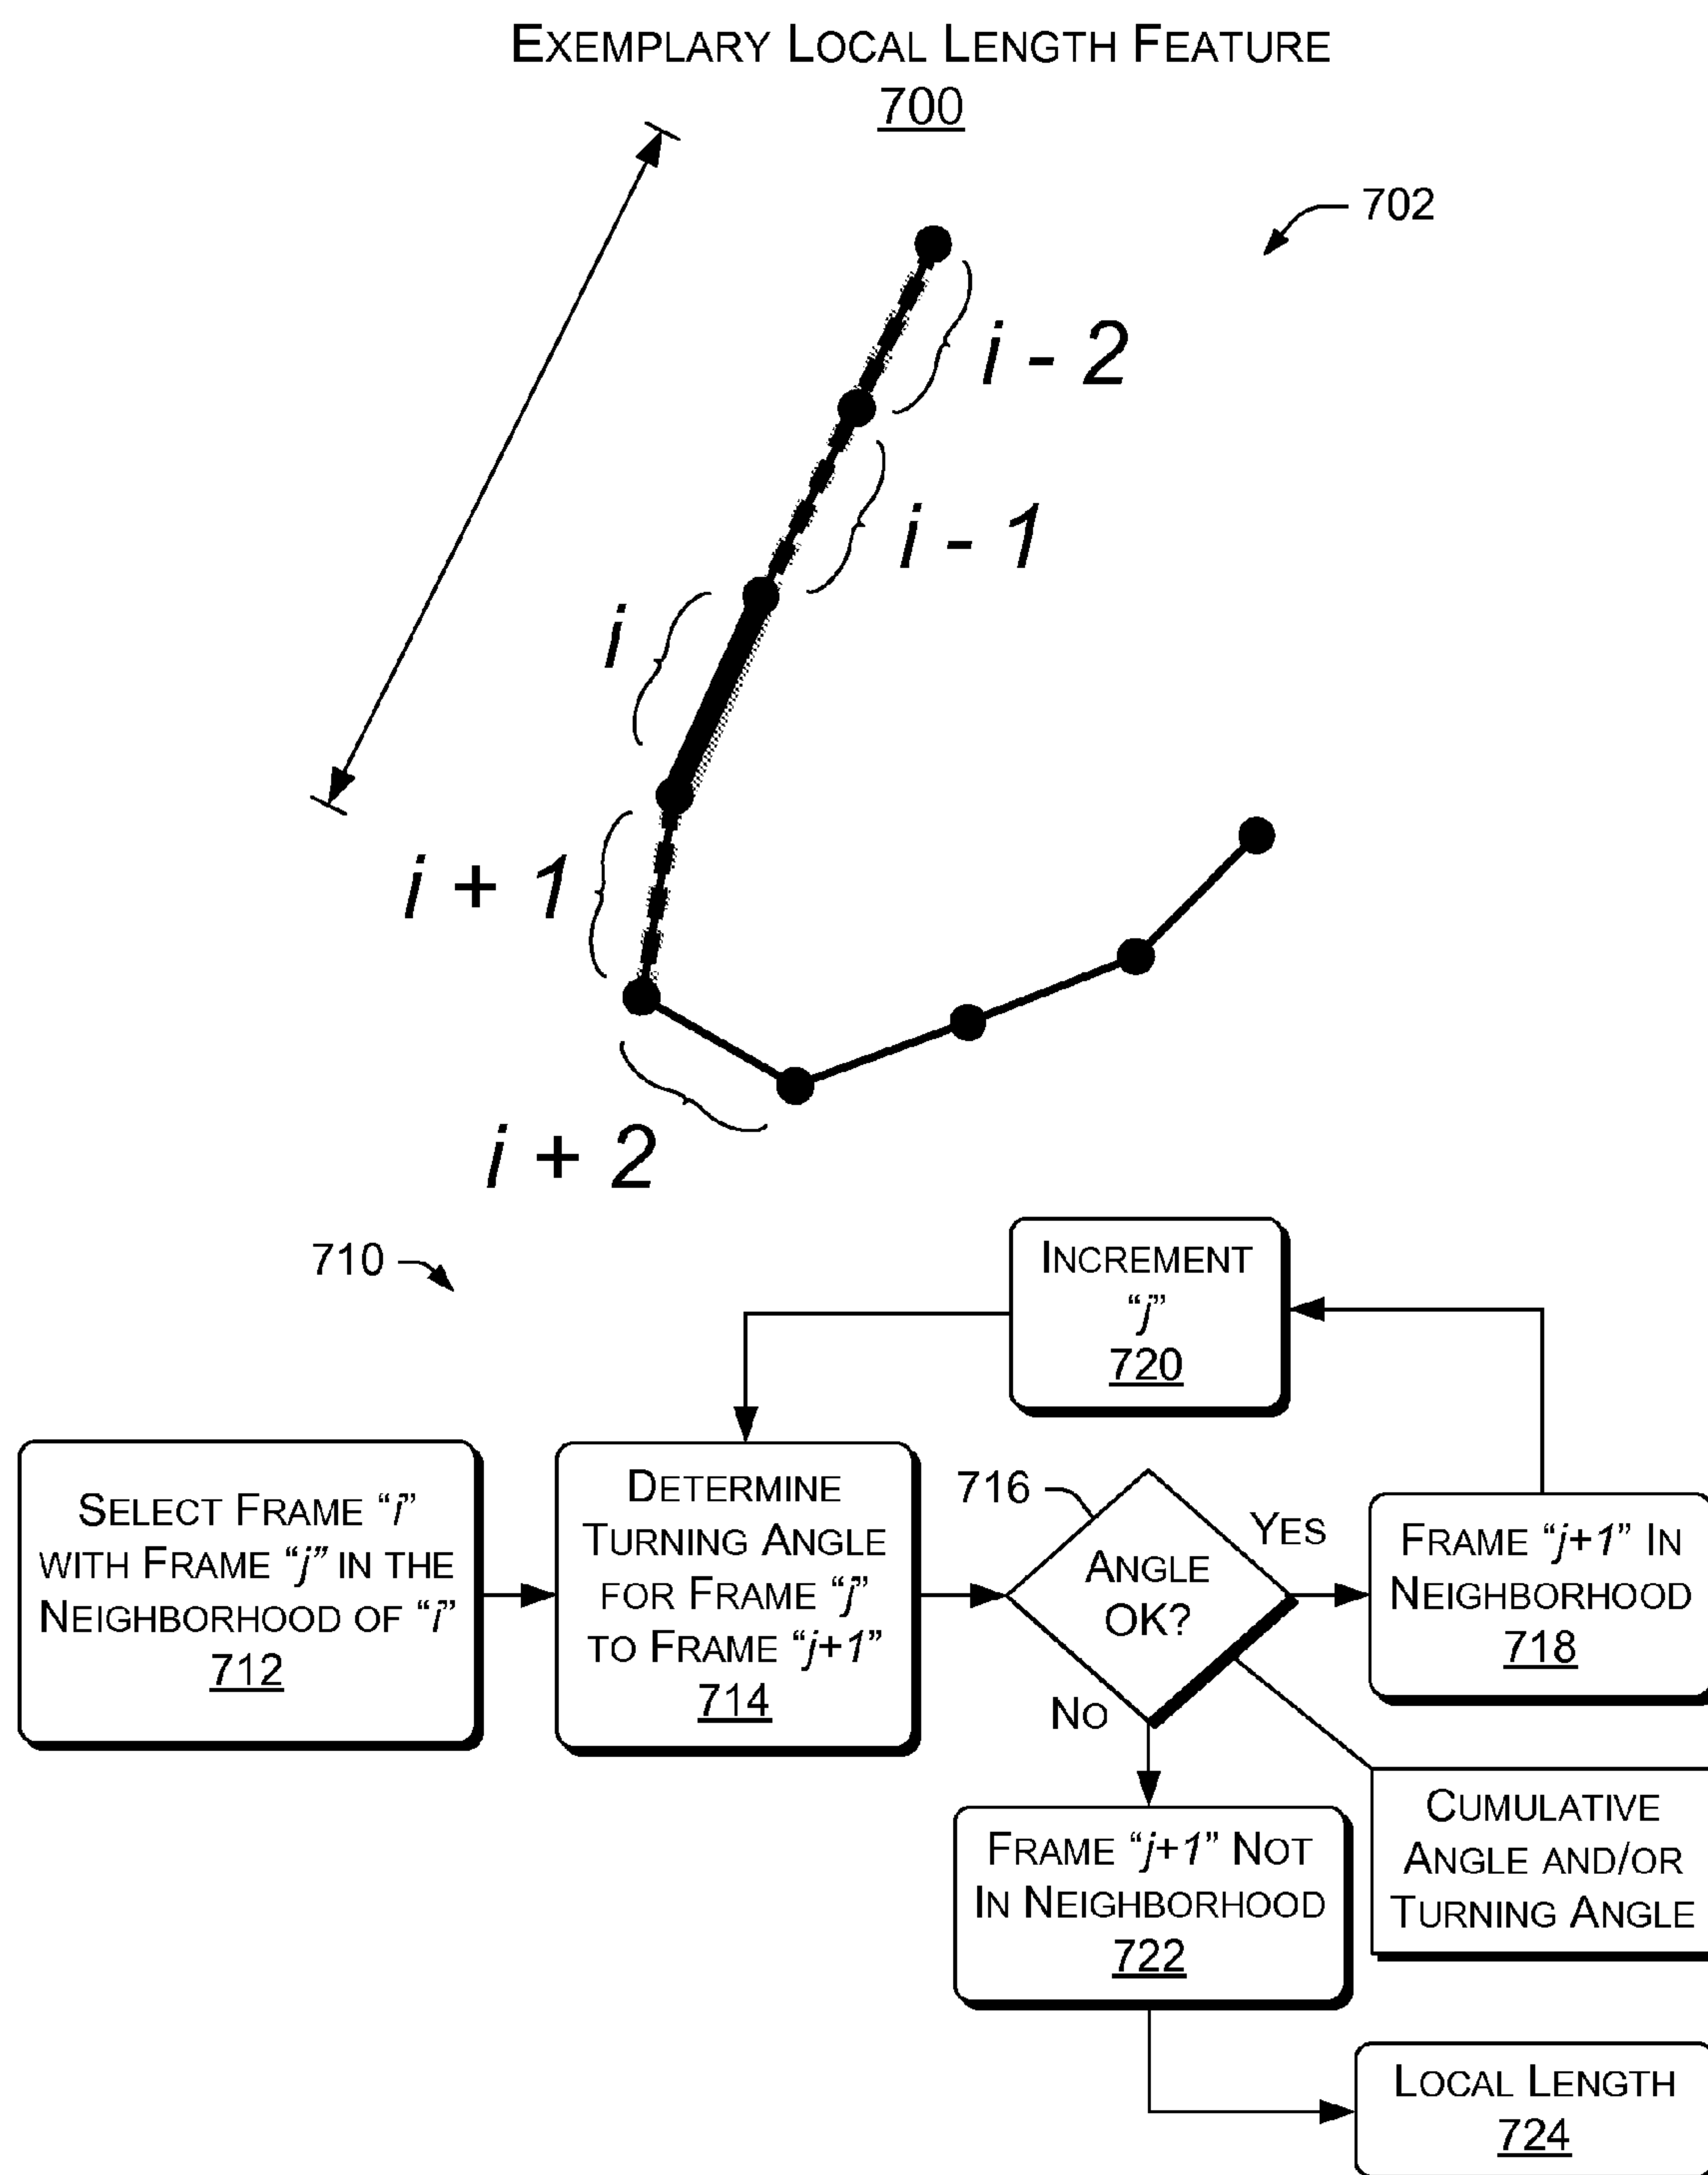 EXEMPLARY LOCAL LENGTH FEATURE
700
702
i - 2
i - 1
i
i + 1
i + 2
710
INCREMENT
"j"
720
SELECT FRAME "i"
WITH FRAME "j" IN THE
NEIGHBORHOOD OF "i"
712
DETERMINE
TURNING ANGLE
FOR FRAME "j"
TO FRAME "j+1"
714
716
ANGLE
OK?
YES
NO
FRAME "j+1" IN
NEIGHBORHOOD
718
CUMULATIVE
ANGLE AND/OR
TURNING ANGLE
FRAME "j+1" NOT
IN NEIGHBORHOOD
722
LOCAL LENGTH
724